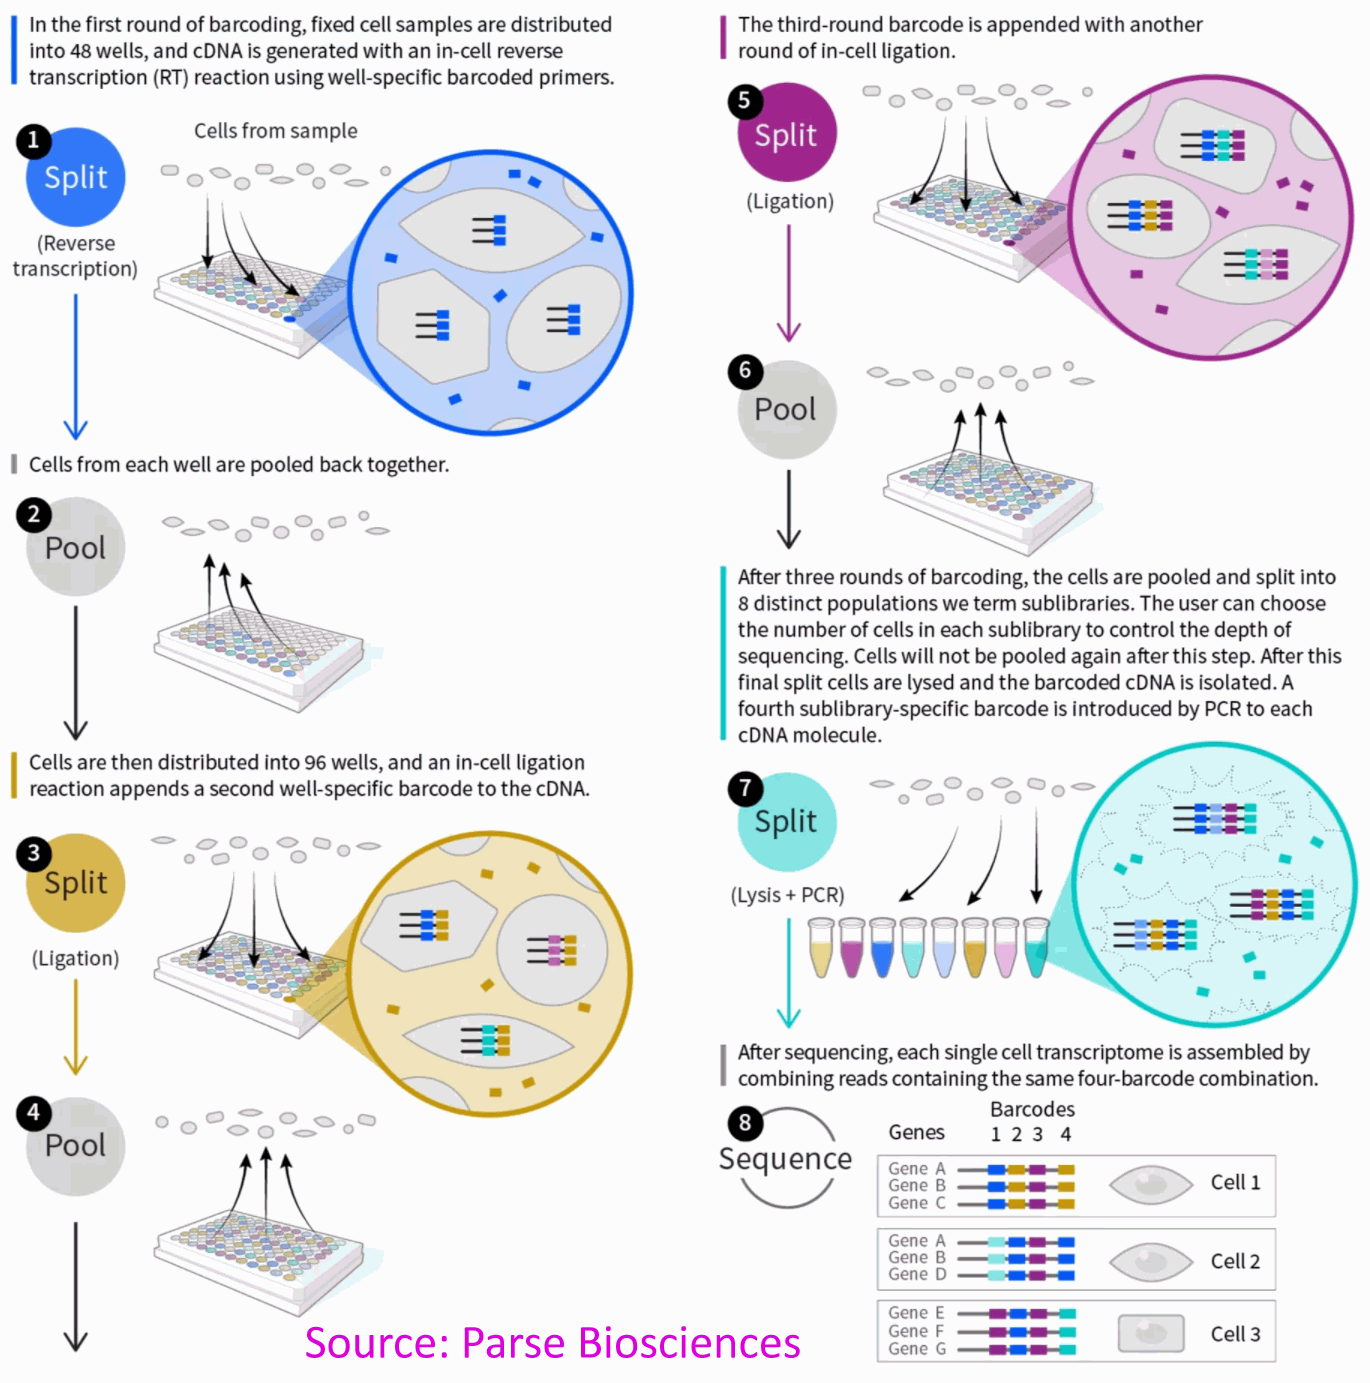 In the first round of barcoding, fixed cell samples are distributed
into 48 wells, and cDNA is generated with an in-cell reverse
transcription (RT) reaction using well-specific barcoded primers.
1
Split
(Reverse
transcription)
Cells from sample
Cells from each well are pooled back together.
2
Pool
Cells are then distributed into 96 wells, and an in-cell ligation
reaction appends a second well-specific barcode to the cDNA.
3
Split
(Ligation)
4
Pool
The third-round barcode is appended with another
round of in-cell ligation.
5
Split
(Ligation)
6
Pool
After three rounds of barcoding, the cells are pooled and split into
8 distinct populations we term sublibraries. The user can choose
the number of cells in each sublibrary to control the depth of
sequencing. Cells will not be pooled again after this step. After this
final split cells are lysed and the barcoded cDNA is isolated. A
fourth sublibrary-specific barcode is introduced by PCR to each
cDNA molecule.
7
Split
(Lysis + PCR)
After sequencing, each single cell transcriptome is assembled by
combining reads containing the same four-barcode combination.
8
Sequence
Barcodes
Genes 1 2 3 4
Gene A
Gene B
Gene C
Cell 1
Gene A
Gene B
Gene D
Cell 2
Gene E
Gene F
Gene G
Cell 3
Source: Parse Biosciences